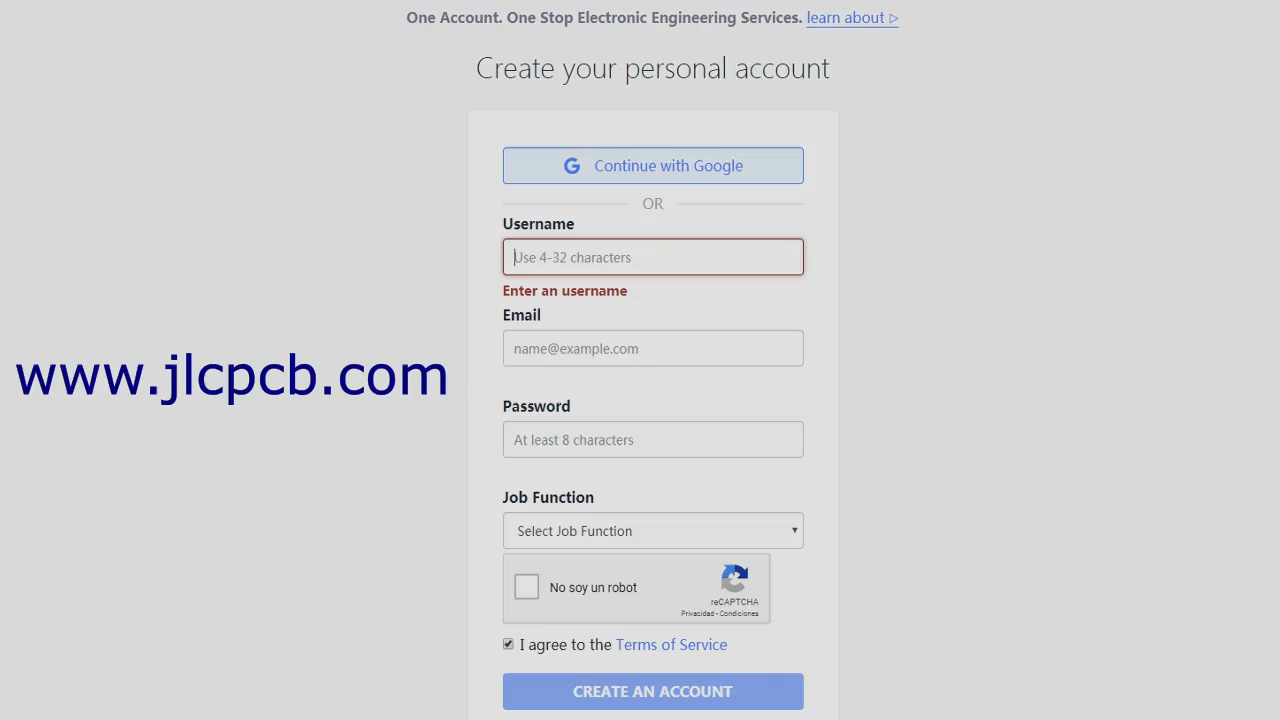 One Account. One Stop Electronic Engineering Services. learn about ▷
Create your personal account
Continue with Google
OR
Username
Use 4-32 characters
Enter an username
Email
name@example.com
www.jlcpcb.com
Password
At least 8 characters
Job Function
Select Job Function
No soy un robot
reCAPTCHA
Privacidad - Condiciones
I agree to the Terms of Service
CREATE AN ACCOUNT